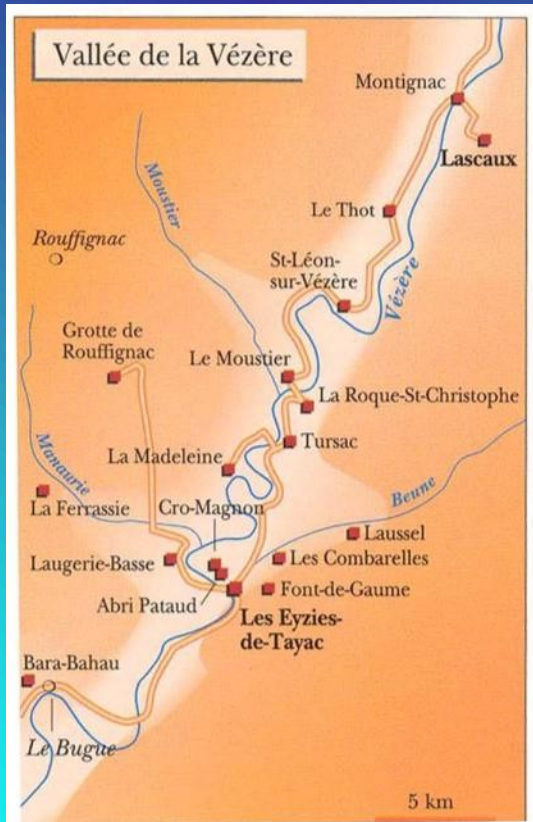 Vallée de la Vézère
Montignac
Lascaux
Moustier
Le Thot
Rouffignac
St-Léon-
sur-Vézère
Vézère
Grotte de
Rouffignac
Le Moustier
La Roque-St-Christophe
Tursac
La Madeleine
Manaurie
Beune
La Ferrassie
Cro-Magnon
Laussel
Laugerie-Basse
Les Combarelles
Abri Pataud
Font-de-Gaume
Les Eyzies-
de-Tayac
Bara-Bahau
Le Bugue
5 km